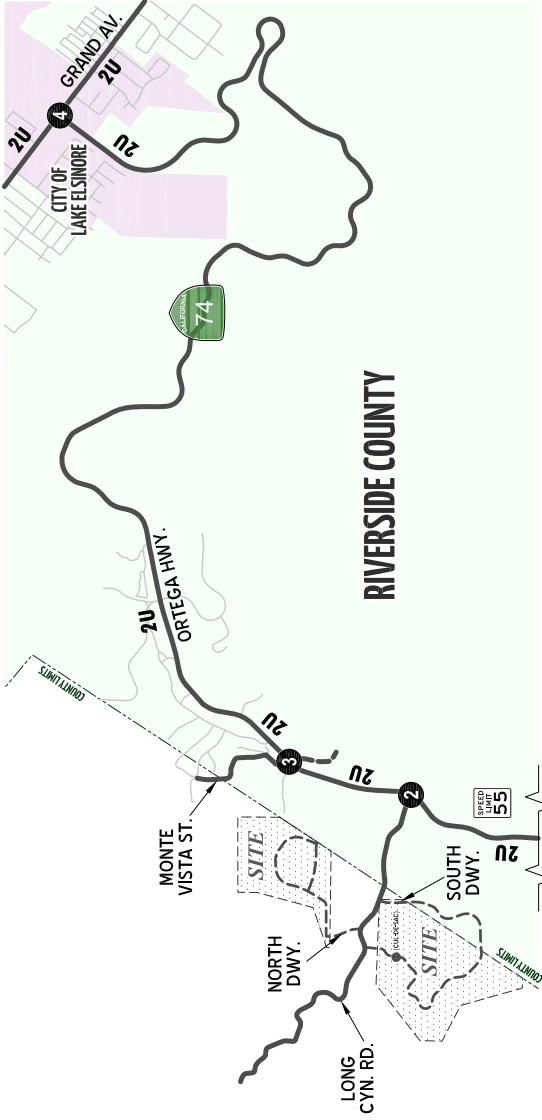 GRAND AV.
2U
2U
4
2U
CITY OF
LAKE ELSINORE
CALIFORNIA
74
RIVERSIDE COUNTY
ORTEGA HWY.
2U
COUNTY LIMITS
2U
3
2U
MONTE
VISTA ST.
2
SPEED
LIMIT
55
2U
SITE
SOUTH
DWY.
NORTH
DWY.
(CUL-DE-SAC)
SITE
COUNTY LIMITS
LONG
CYN. RD.